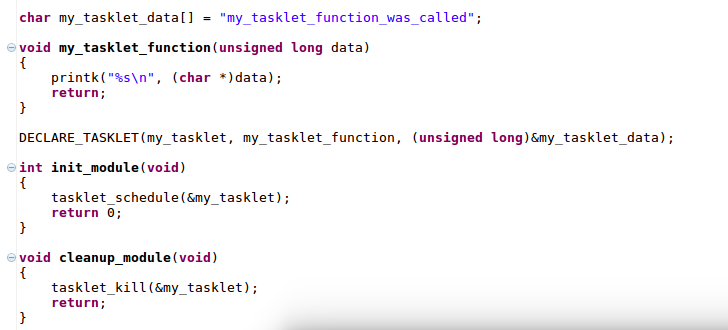 char my_tasklet_data[] = "my_tasklet_function_was_called";
void my_tasklet_function(unsigned long data)
{
    printk("%s\n", (char *)data);
    return;
}
DECLARE_TASKLET(my_tasklet, my_tasklet_function, (unsigned long)&my_tasklet_data);
int init_module(void)
{
    tasklet_schedule(&my_tasklet);
    return 0;
}
void cleanup_module(void)
{
    tasklet_kill(&my_tasklet);
    return;
}